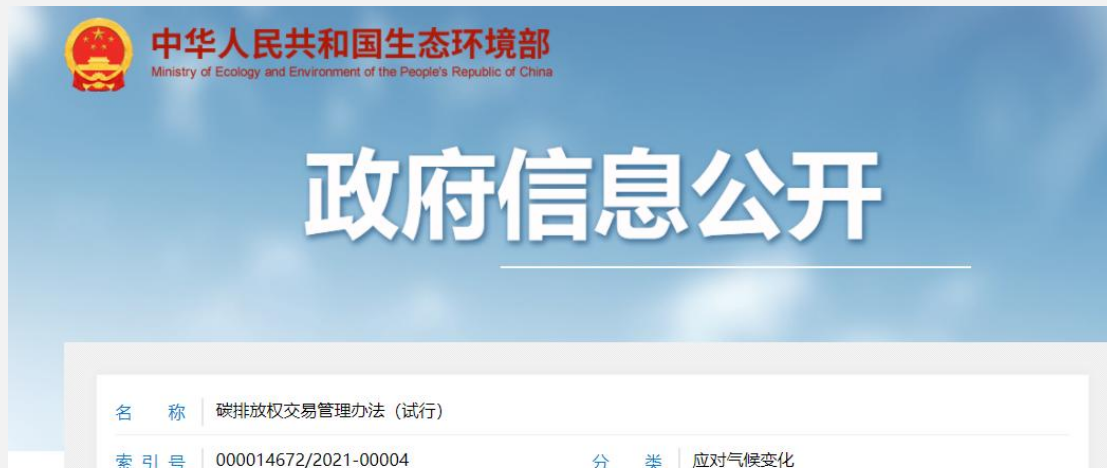 中华人民共和国生态环境部
Ministry of Ecology and Environment of the People's Republic of China
政府信息公开
名 称 碳排放权交易管理办法（试行）
索引号 000014672/2021-00004 分 类 应对气候变化